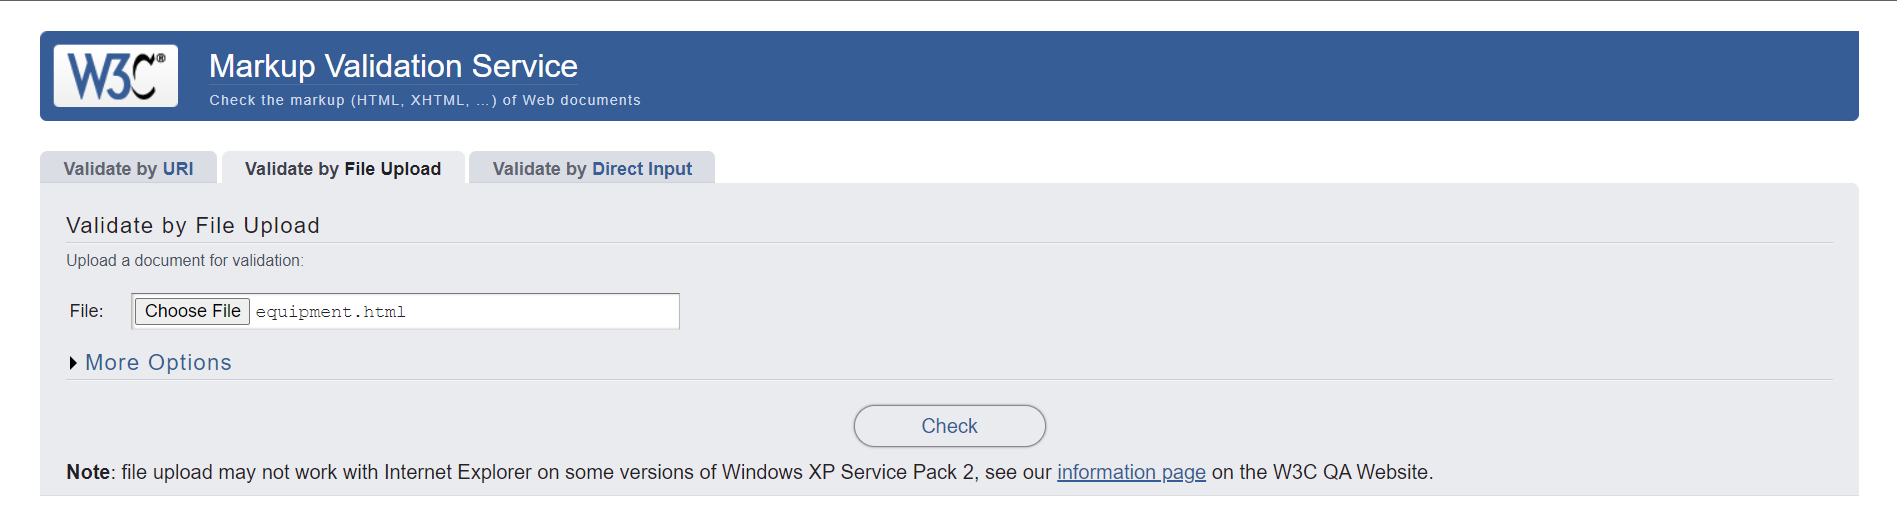 W3C®
Markup Validation Service
Check the markup (HTML, XHTML, ...) of Web documents
Validate by URI
Validate by File Upload
Validate by Direct Input
Validate by File Upload
Upload a document for validation:
File: Choose File equipment.html
More Options
Check
Note: file upload may not work with Internet Explorer on some versions of Windows XP Service Pack 2, see our information page on the W3C QA Website.